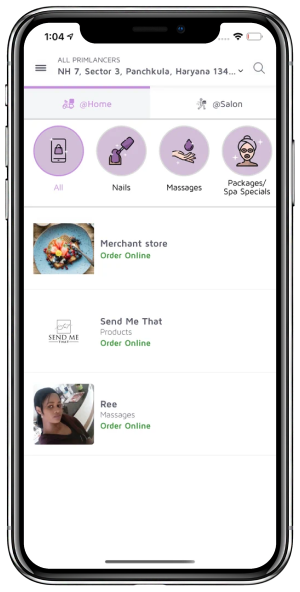 1:04
ALL PRIMLANCERS
NH 7, Sector 3, Panchkula, Haryana 134...
@Home
@Salon
All
Nails
Massages
Packages/
Spa Specials
Merchant store
Order Online
Send Me That
Products
Order Online
SEND ME
THAT
Ree
Massages
Order Online